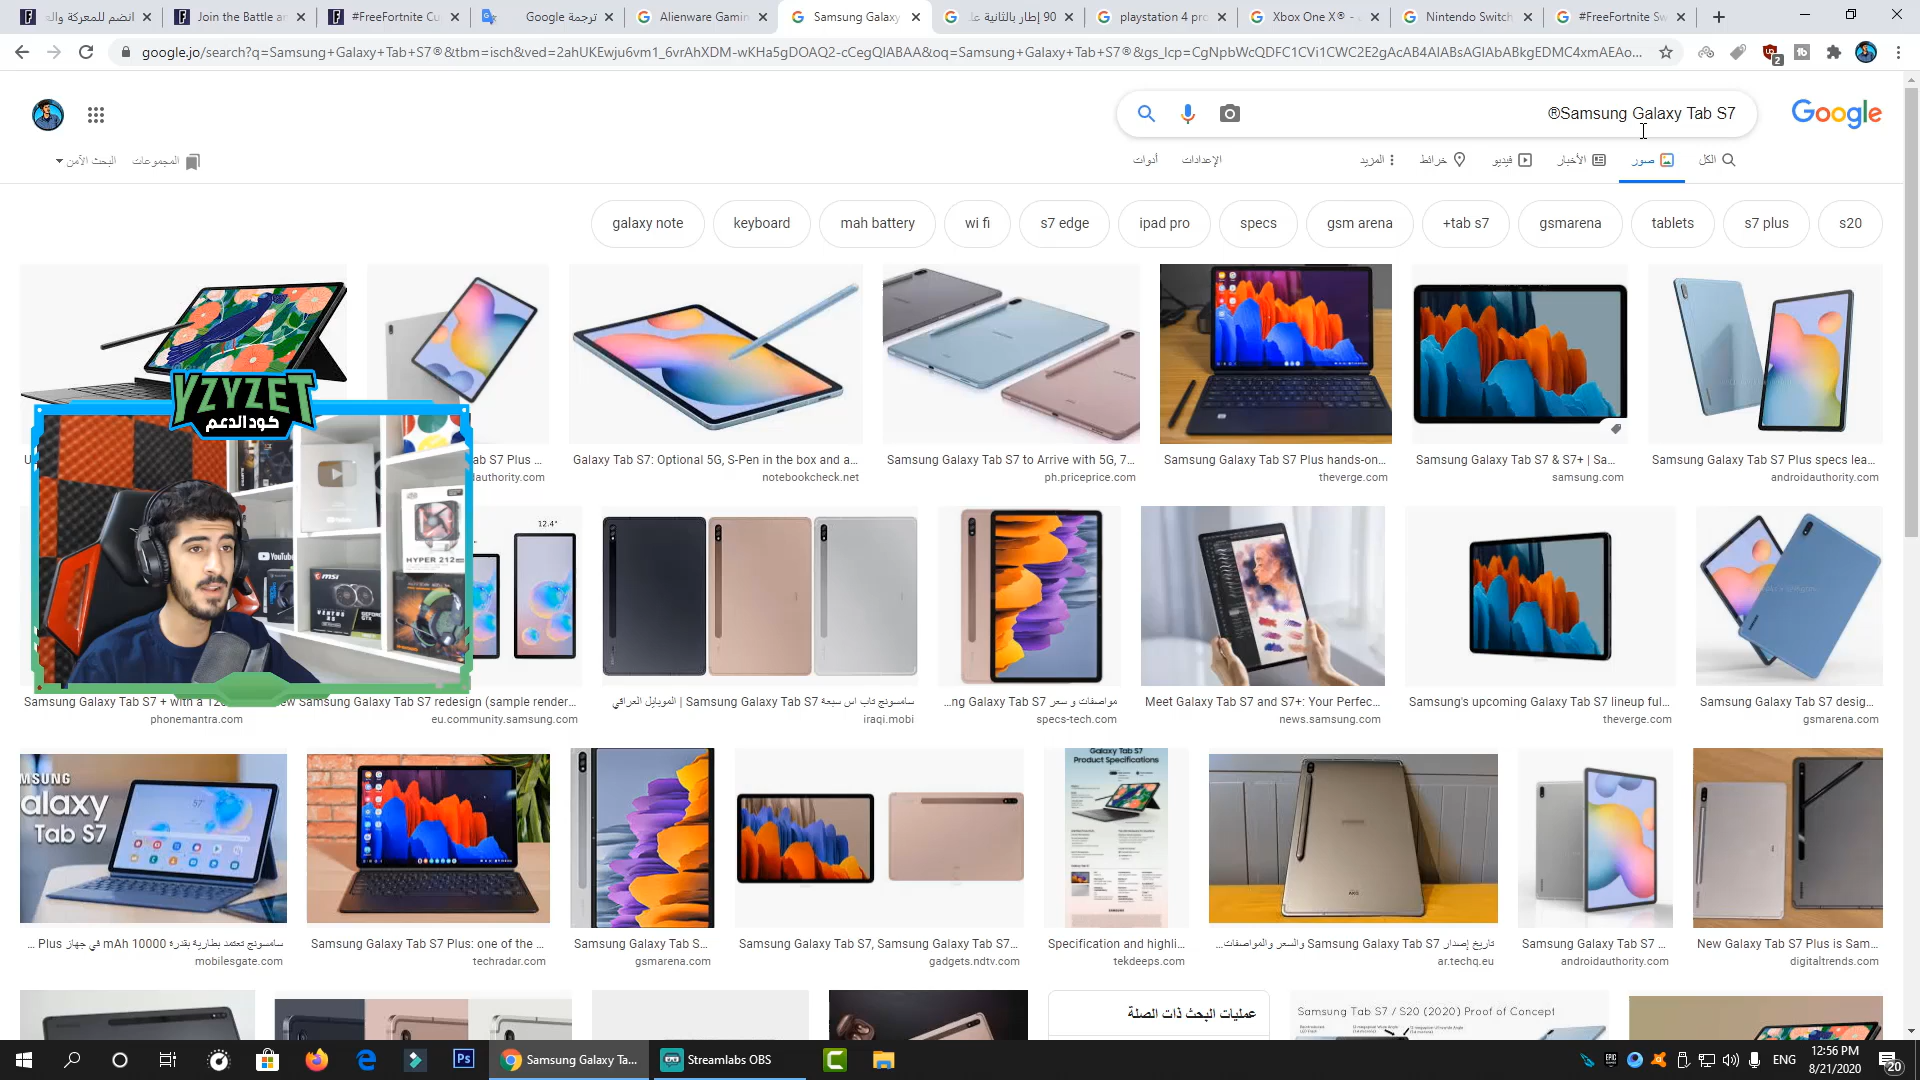 انضم للمعركة والـ
Join the Battle an
#FreeFortnite Cu
ترجمة Google
Alienware Gamin
Samsung Galaxy
90 إطار بالثانية عل
playstation 4 pro
Xbox One X® -
Nintendo Switch
#FreeFortnite Sw
google.jo/search?q=Samsung+Galaxy+Tab+S7®&tbm=isch&ved=2ahUKEwju6vm1_6vrAhXDM-wKHa5gDOAQ2-cCegQIABAA&oq=Samsung+Galaxy+Tab+S7®&gs_lcp=CgNpbWcQDFC1CVi1CWC2E2gAcAB4AIABsAGIAbABkgEDMC4xmAEAo...
®Samsung Galaxy Tab S7
Google
الكل
صور
الأخبار
فيديو
خرائط
المزيد
الإعدادات
أدوات
المجموعات
البحث الآمن
galaxy note
keyboard
mah battery
wi fi
s7 edge
ipad pro
specs
gsm arena
+tab s7
gsmarena
tablets
s7 plus
s20
ab S7 Plus ...
dauthority.com
Galaxy Tab S7: Optional 5G, S-Pen in the box and a...
notebookcheck.net
Samsung Galaxy Tab S7 to Arrive with 5G, 7...
ph.priceprice.com
Samsung Galaxy Tab S7 Plus hands-on...
theverge.com
Samsung Galaxy Tab S7 & S7+ | Sa...
samsung.com
Samsung Galaxy Tab S7 Plus specs lea...
androidauthority.com
YZYZET
كود الدعم
YouTube
YouTube
msi
VENTUS
GEFORCE
GTX
HYPER 212
12.4"
Samsung Galaxy Tab S7 + with a 120
phonemantra.com
ew Samsung Galaxy Tab S7 redesign (sample render...
eu.community.samsung.com
سامسونج تاب اس سبعة Samsung Galaxy Tab S7 | الموبايل العراقي
iraqi.mobi
مواصفات و سعر ng Galaxy Tab S7...
specs-tech.com
Meet Galaxy Tab S7 and S7+: Your Perfec...
news.samsung.com
Samsung's upcoming Galaxy Tab S7 lineup ful...
theverge.com
Samsung Galaxy Tab S7 desig...
gsmarena.com
MSUNG
alaxy
Tab S7
Galaxy Tab S7
Product Specifications
سامسونج تعتمد بطارية بقدرة 10000 mAh في جهاز Plus ...
mobilesgate.com
Samsung Galaxy Tab S7 Plus: one of the ...
techradar.com
Samsung Galaxy Tab S...
gsmarena.com
Samsung Galaxy Tab S7, Samsung Galaxy Tab S7...
gadgets.ndtv.com
Specification and highli...
tekdeeps.com
تاريخ إصدار Samsung Galaxy Tab S7 والسعر والمواصفات...
ar.techq.eu
Samsung Galaxy Tab S7 ...
androidauthority.com
New Galaxy Tab S7 Plus is Sam...
digitaltrends.com
عمليات البحث ذات الصلة
Samsung Tab S7 / S20 (2020) Proof of Concept
Samsung Galaxy Ta...
Streamlabs OBS
ENG
12:56 PM
8/21/2020
20